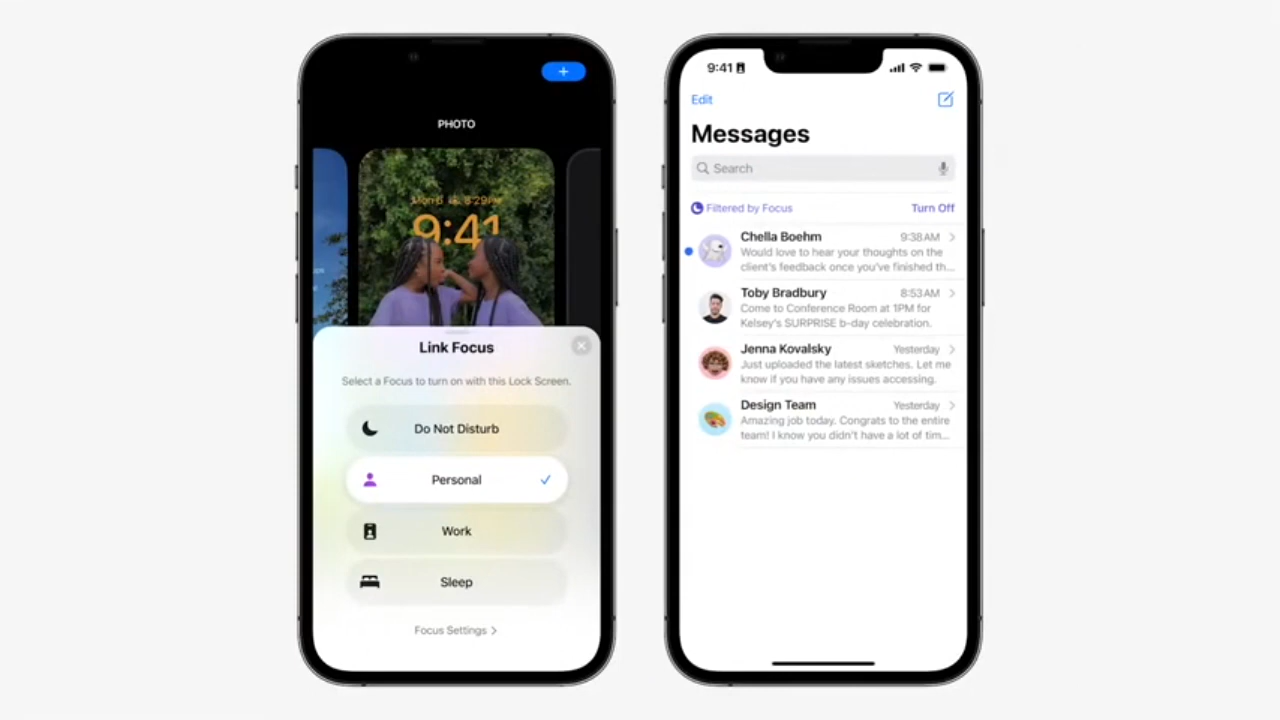 PHOTO
9:41
Link Focus
Select a Focus to turn on with this Lock Screen.
Do Not Disturb
Personal
Work
Sleep
Focus Settings
9:41
Edit
Messages
Search
Filtered by Focus Turn Off
Chella Boehm 9:38 AM
Would love to hear your thoughts on the
client's feedback once you've finished th...
Toby Bradbury 8:53 AM
Come to Conference Room at 1PM for
Kelsey's SURPRISE b-day celebration.
Jenna Kovalsky Yesterday
Just uploaded the latest sketches. Let me
know if you have any issues accessing.
Design Team Yesterday
Amazing job today. Congrats to the entire
team! I know you didn't have a lot of tim...